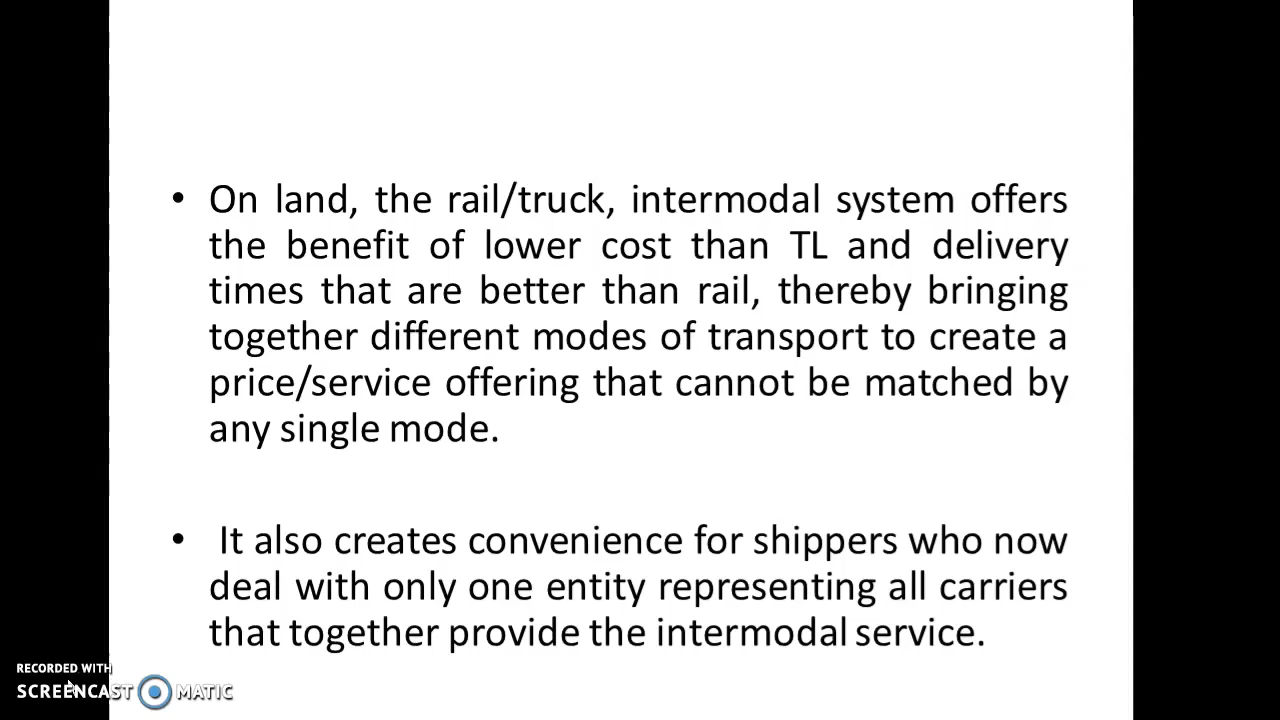 • On land, the rail/truck, intermodal system offers
the benefit of lower cost than TL and delivery
times that are better than rail, thereby bringing
together different modes of transport to create a
price/service offering that cannot be matched by
any single mode.
• It also creates convenience for shippers who now
deal with only one entity representing all carriers
that together provide the intermodal service.
RECORDED WITH
SCREENCAST MATIC